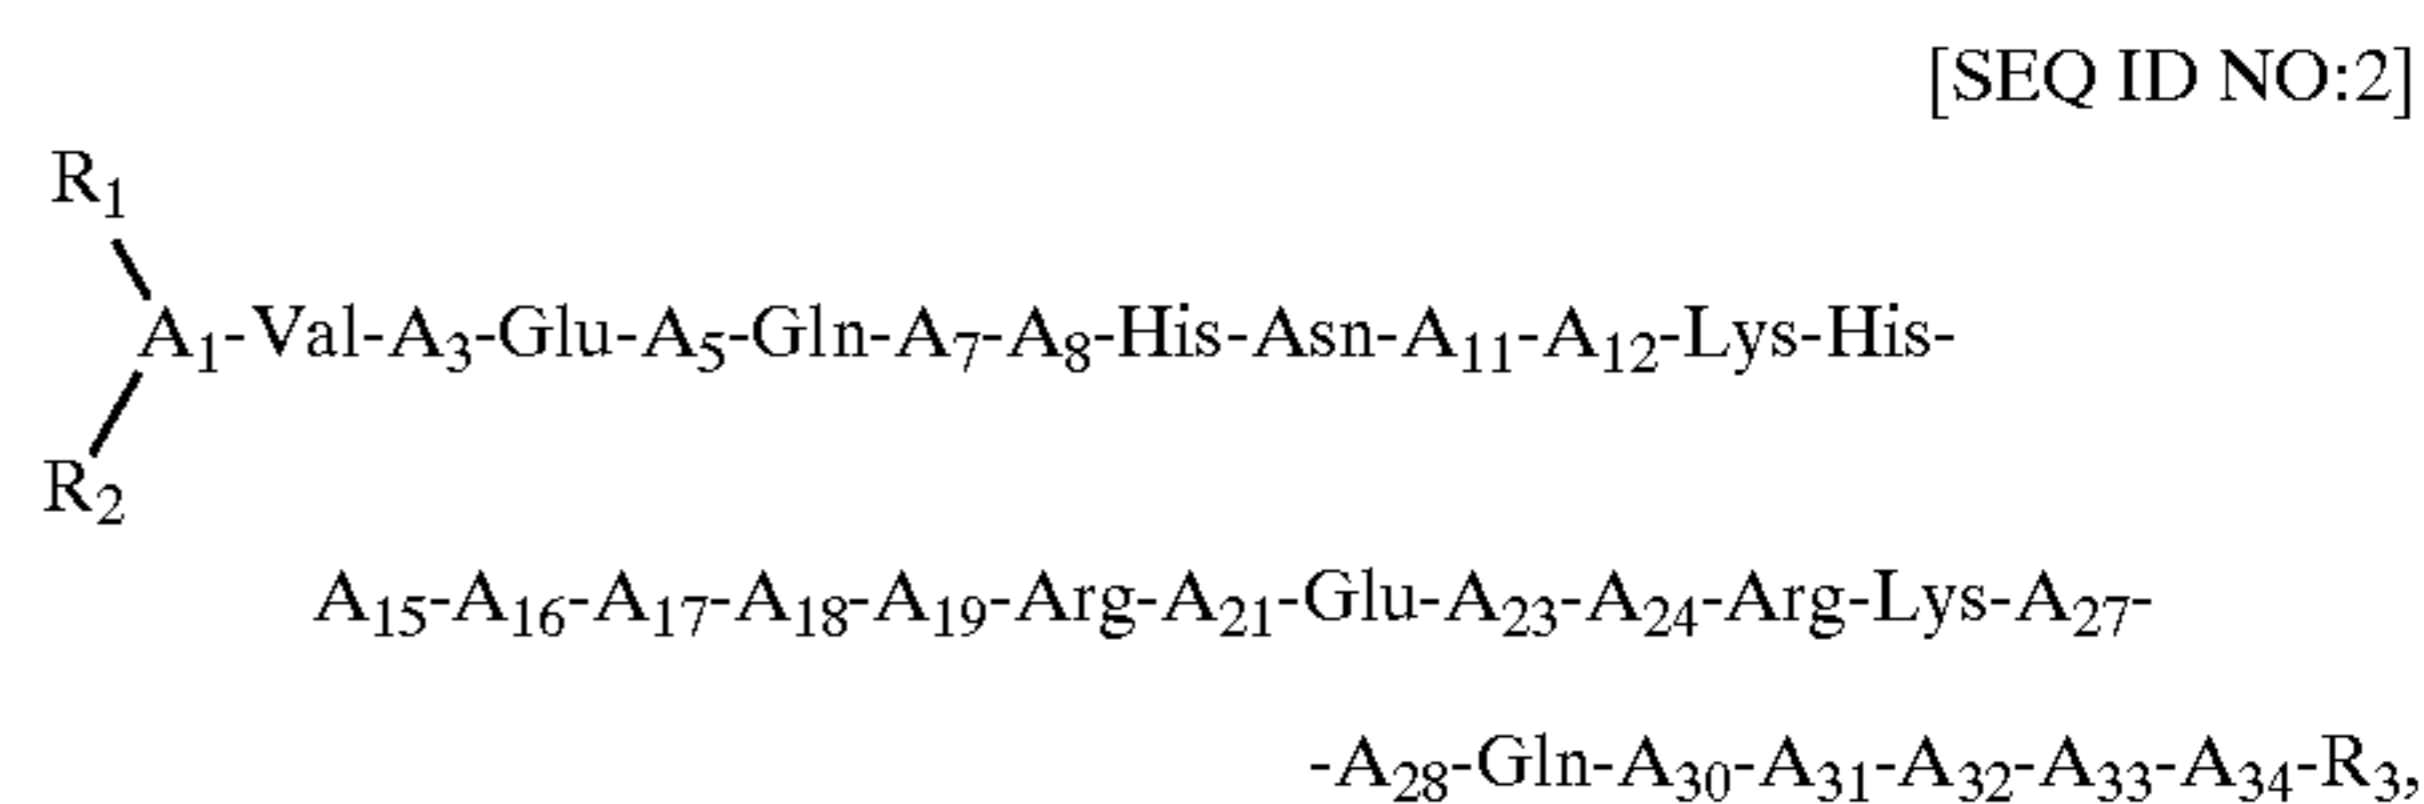 [SEQ ID NO:2]
R₁
A₁-Val-A₃-Glu-A₅-Gln-A₇-A₈-His-Asn-A₁₁-A₁₂-Lys-His-
R₂
A₁₅-A₁₆-A₁₇-A₁₈-A₁₉-Arg-A₂₁-Glu-A₂₃-A₂₄-Arg-Lys-A₂₇-
-A₂₈-Gln-A₃₀-A₃₁-A₃₂-A₃₃-A₃₄-R₃,